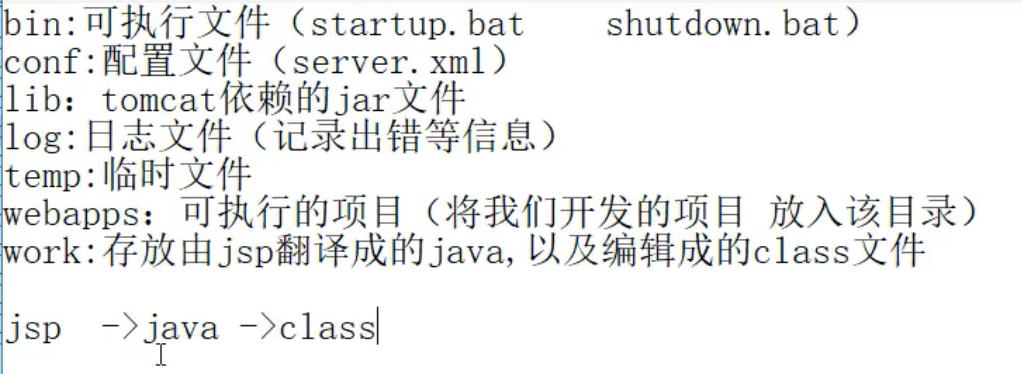 bin:可执行文件（startup.bat    shutdown.bat）
conf:配置文件（server.xml）
lib：tomcat依赖的jar文件
log:日志文件（记录出错等信息）
temp:临时文件
webapps：可执行的项目（将我们开发的项目 放入该目录）
work:存放由jsp翻译成的java,以及编辑成的class文件
jsp  ->java ->class